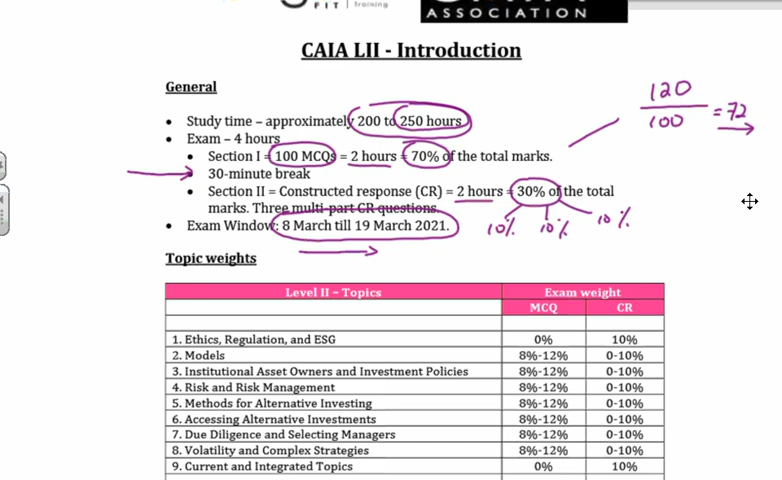 FIT training
ASSOCIATION
CAIA LII - Introduction
General
120
100
= 72
• Study time – approximately 200 to 250 hours
• Exam – 4 hours
• Section I = 100 MCQs = 2 hours = 70% of the total marks.
30-minute break
• Section II = Constructed response (CR) = 2 hours = 30% of the total
marks. Three multi-part CR questions.
• Exam Window: 8 March till 19 March 2021.
10% 10% 10%
Topic weights
Level II – Topics Exam weight
MCQ CR
1. Ethics, Regulation, and ESG 0% 10%
2. Models 8%-12% 0-10%
3. Institutional Asset Owners and Investment Policies 8%-12% 0-10%
4. Risk and Risk Management 8%-12% 0-10%
5. Methods for Alternative Investing 8%-12% 0-10%
6. Accessing Alternative Investments 8%-12% 0-10%
7. Due Diligence and Selecting Managers 8%-12% 0-10%
8. Volatility and Complex Strategies 8%-12% 0-10%
9. Current and Integrated Topics 0% 10%